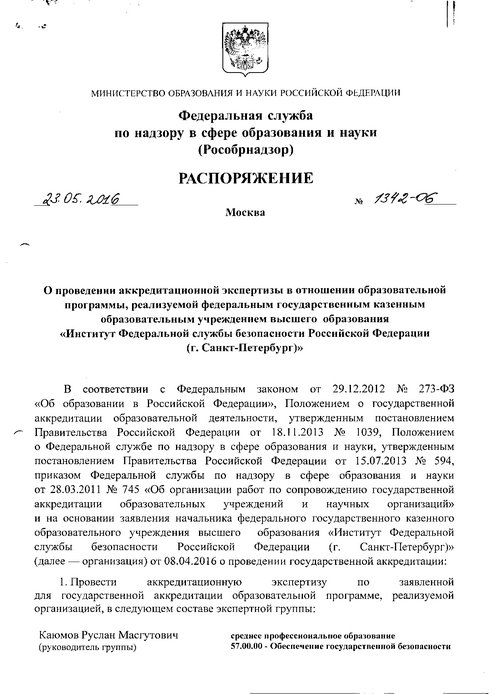 МИНИСТЕРСТВО ОБРАЗОВАНИЯ И НАУКИ РОССИЙСКОЙ ФЕДЕРАЦИИ
Федеральная служба
по надзору в сфере образования и науки
(Рособрнадзор)
РАСПОРЯЖЕНИЕ
23.05.2016 № 1342-06
Москва
О проведении аккредитационной экспертизы в отношении образовательной
программы, реализуемой федеральным государственным казенным
образовательным учреждением высшего образования
«Институт Федеральной службы безопасности Российской Федерации
(г. Санкт-Петербург)»
В соответствии с Федеральным законом от 29.12.2012 № 273-ФЗ
«Об образовании в Российской Федерации», Положением о государственной
аккредитации образовательной деятельности, утвержденным постановлением
Правительства Российской Федерации от 18.11.2013 № 1039, Положением
о Федеральной службе по надзору в сфере образования и науки, утвержденным
постановлением Правительства Российской Федерации от 15.07.2013 № 594,
приказом Федеральной службы по надзору в сфере образования и науки
от 28.03.2011 № 745 «Об организации работ по сопровождению государственной
аккредитации образовательных учреждений и научных организаций»
и на основании заявления начальника федерального государственного казенного
образовательного учреждения высшего образования «Институт Федеральной
службы безопасности Российской Федерации (г. Санкт-Петербург)»
(далее — организация) от 08.04.2016 о проведении государственной аккредитации:
1. Провести аккредитационную экспертизу по заявленной
для государственной аккредитации образовательной программе, реализуемой
организацией, в следующем составе экспертной группы:
Каюмов Руслан Масгутович среднее профессиональное образование
(руководитель группы) 57.00.00 - Обеспечение государственной безопасности